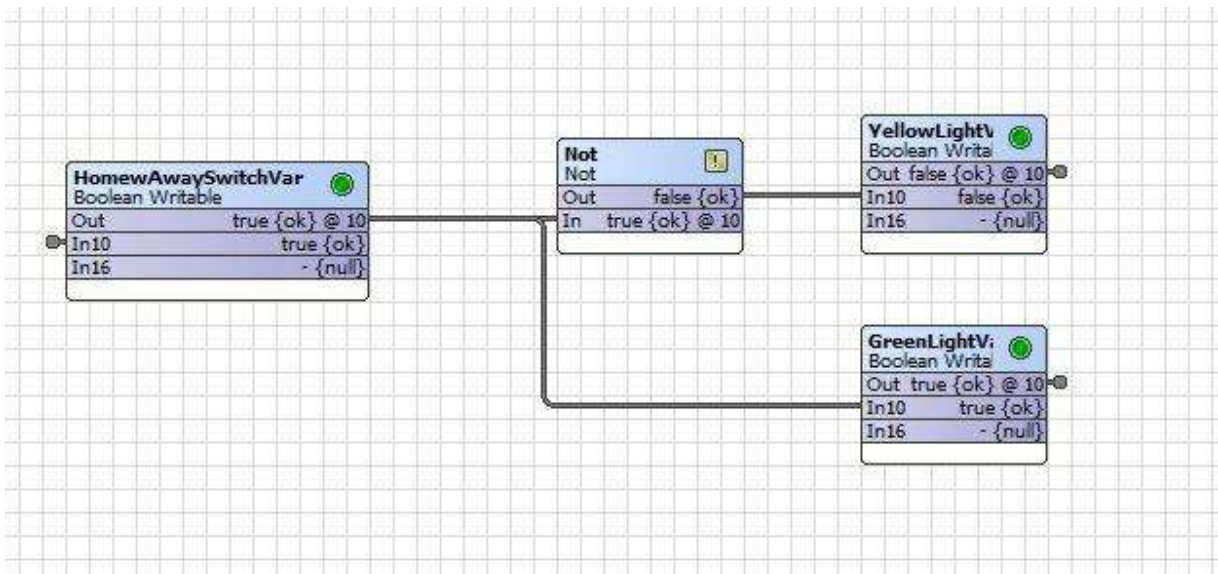 HomewAwaySwitchVar
Boolean Writable
Out true {ok} @ 10
In10 true {ok}
In16 - {null}
Not
Not
Out false {ok}
In true {ok} @ 10
YellowLightV
Boolean Writa
Out false {ok} @ 10
In10 false {ok}
In16 - {null}
GreenLightVa
Boolean Writa
Out true {ok} @ 10
In10 true {ok}
In16 - {null}